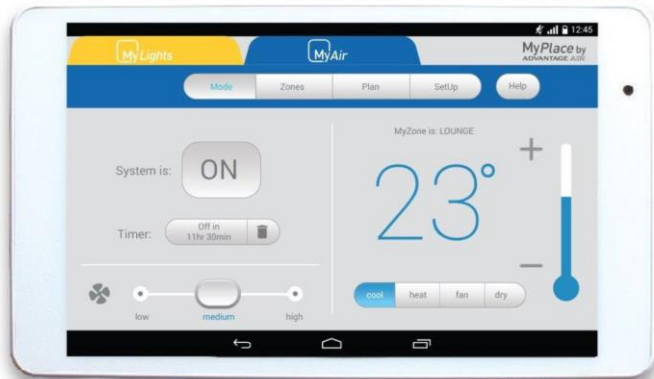 12:45
MyLights
MyAir
MyPlace by
ADVANTAGE AIR
Mode
Zones
Plan
SetUp
Help
System is:
ON
Timer:
Off in
11hr 30min
low
medium
high
MyZone is: LOUNGE
23°
+
−
cool
heat
fan
dry